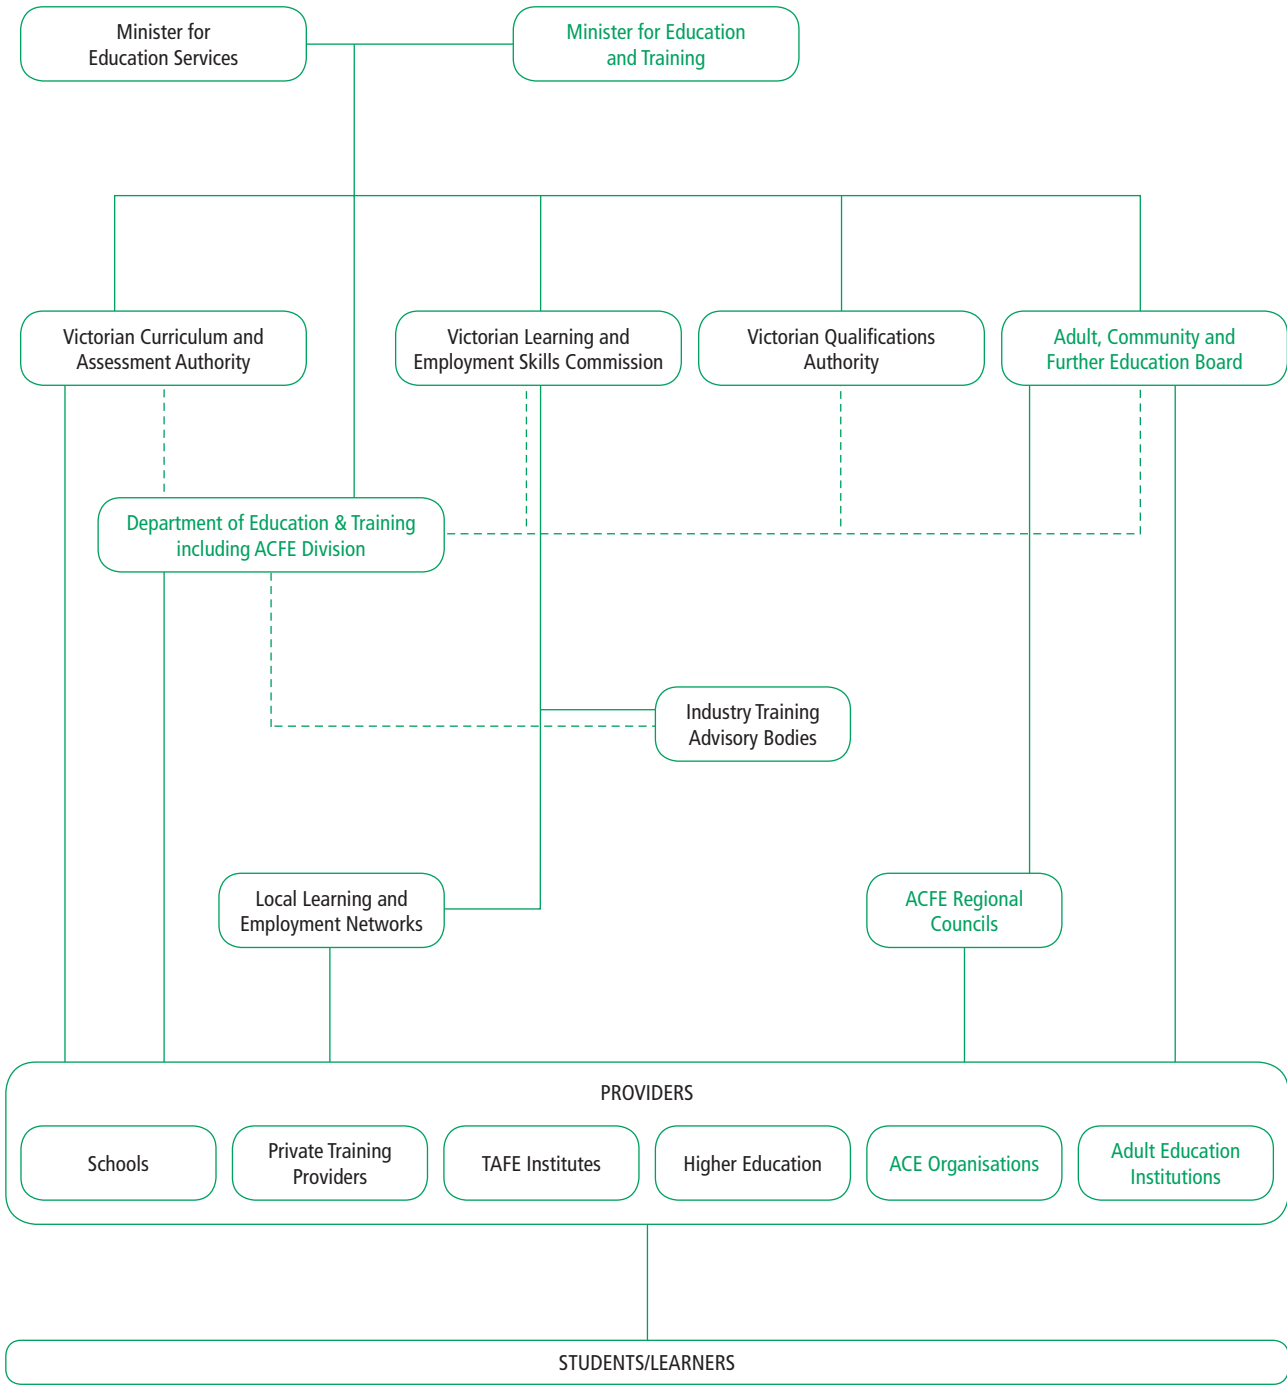 Minister for
Education Services
Minister for Education
and Training
Victorian Curriculum and
Assessment Authority
Victorian Learning and
Employment Skills Commission
Victorian Qualifications
Authority
Adult, Community and
Further Education Board
Department of Education & Training
including ACFE Division
Industry Training
Advisory Bodies
Local Learning and
Employment Networks
ACFE Regional
Councils
PROVIDERS
Schools
Private Training
Providers
TAFE Institutes
Higher Education
ACE Organisations
Adult Education
Institutions
STUDENTS/LEARNERS